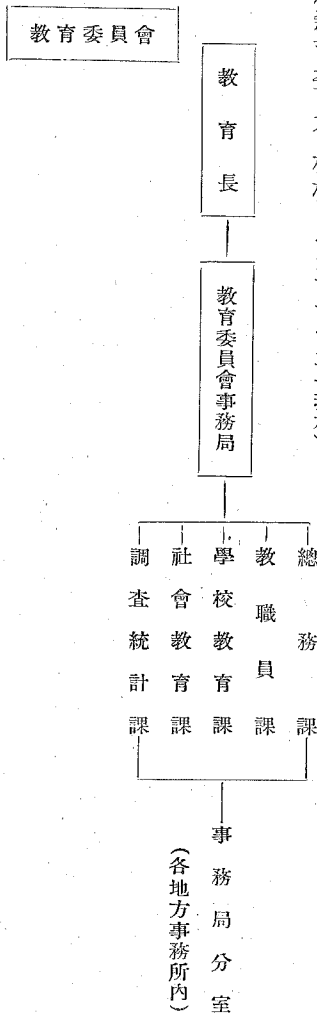 教育委員會
教育長
教育委員會事務局
總務課
教職員課
學校教育課
社會教育課
調査統計課
事務局分室
(各地方事務所內)